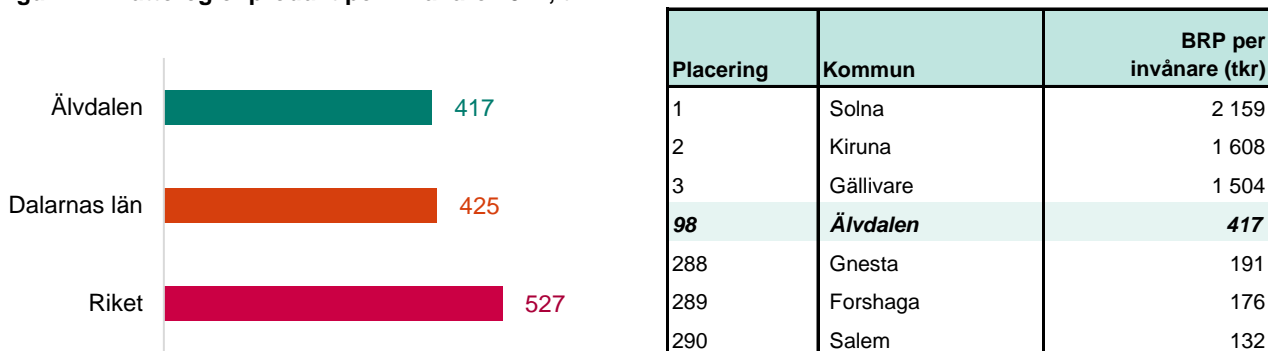 Älvdalen 417
Dalarnas län 425
Riket 527
Placering Kommun BRP per invånare (tkr)
1 Solna 2 159
2 Kiruna 1 608
3 Gällivare 1 504
98 Älvdalen 417
288 Gnesta 191
289 Forshaga 176
290 Salem 132